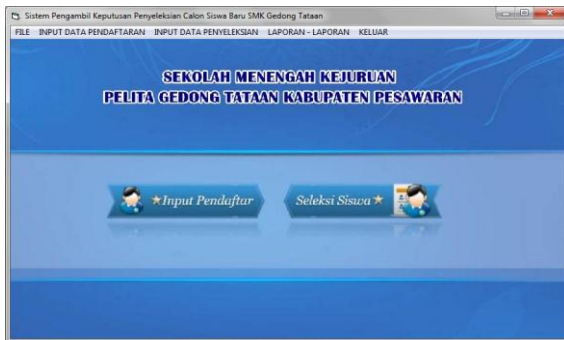 Sistem Pengambil Keputusan Penyeleksian Calon Siswa Baru SMK Gedong Tataan
FILE INPUT DATA PENDAFTARAN INPUT DATA PENYELEKSIAN LAPORAN - LAPORAN KELUAR
SEKOLAH MENENGAH KEJURUAN
PELITA GEDONG TATAAN KABUPATEN PESAWARAN
★Input Pendaftar Seleksi Siswa★